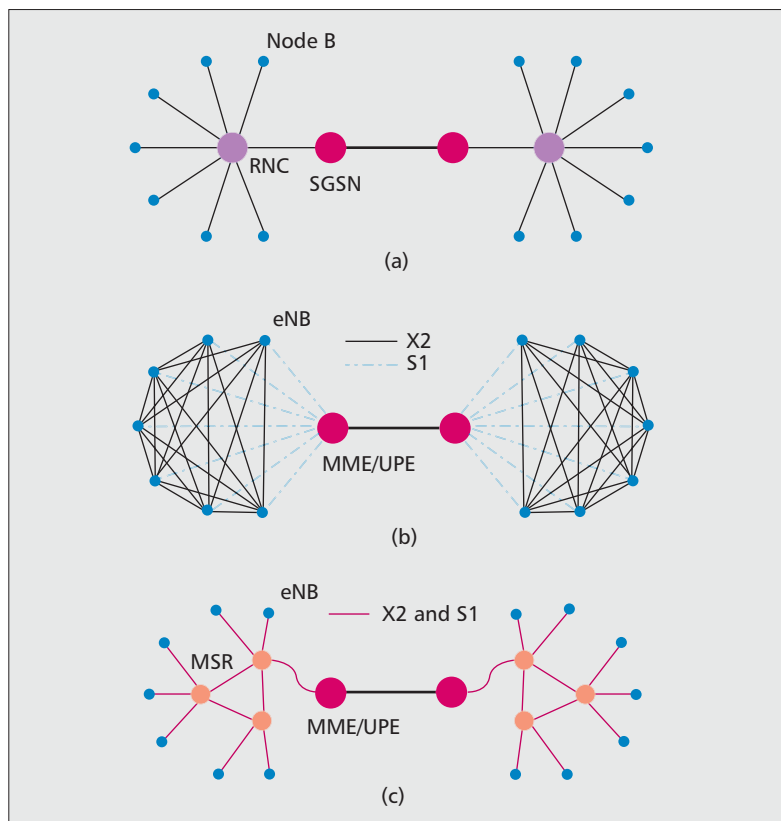 Node B
RNC
SGSN
(a)
eNB
X2
S1
MME/UPE
(b)
eNB
X2 and S1
MSR
MME/UPE
(c)